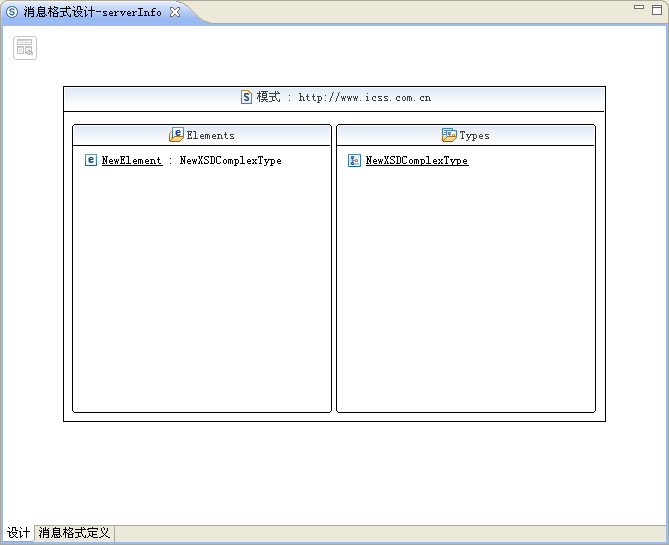 消息格式设计-serverInfo
模式 : http://www.icss.com.cn
Elements
NewElement : NewXSDComplexType
Types
NewXSDComplexType
设计 消息格式定义